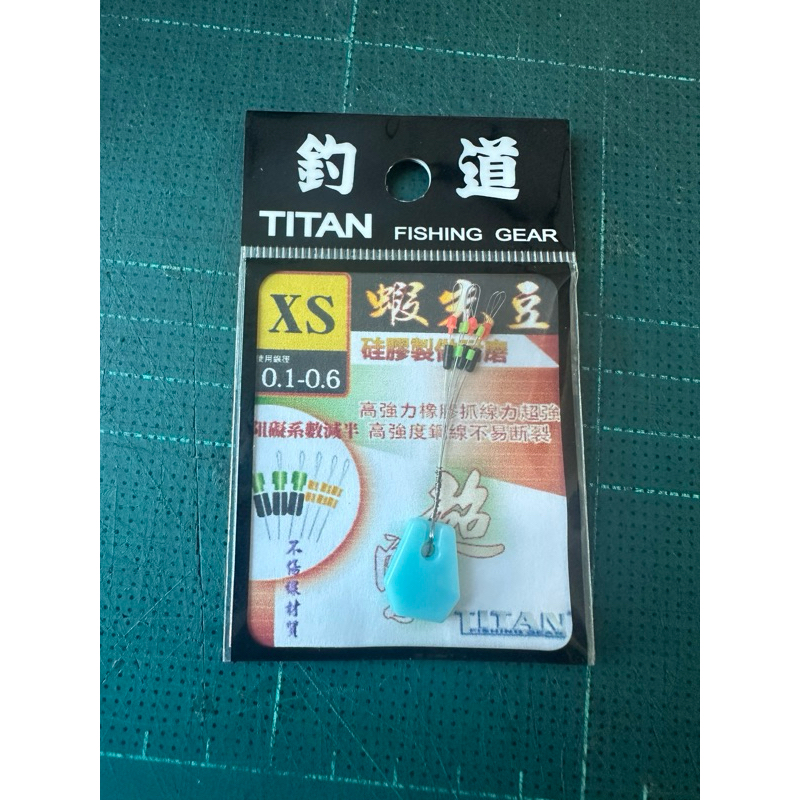 釣道
TITAN FISHING GEAR
XS
使用線徑
0.1-0.6
蝦 豆
硅膠製 磨
高強力橡膠抓線力超強
阻礙系數減半 高強度鋼線不易斷裂
不傷線材質
TITAN
FISHING GEAR